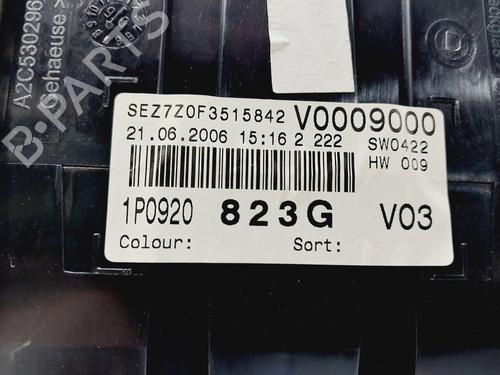 A2C530296
Gehaeuse
SEZ7Z0F3515842 V0009000
21.06.2006 15:16 2 222 SW0422
HW 009
1P0920 823G V03
Colour: Sort:
B-PARTS